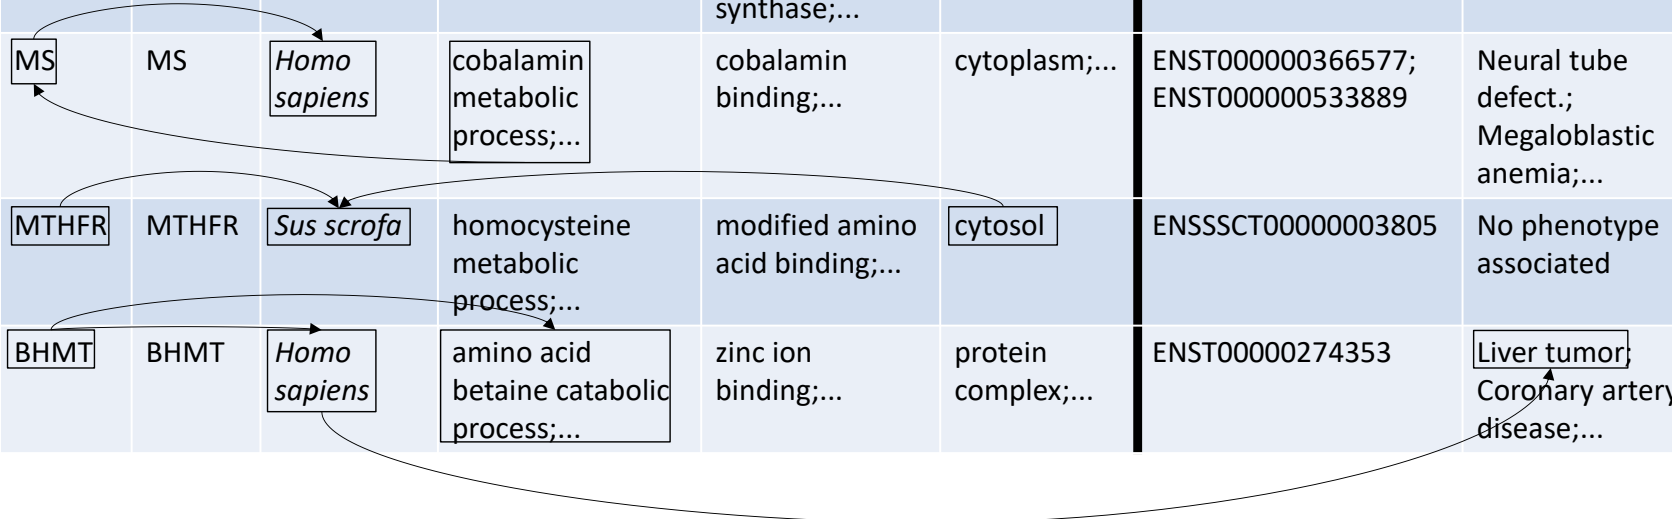 synthase;...
MS
MS
Homo
sapiens
cobalamin
metabolic
process;...
cobalamin
binding;...
cytoplasm;...
ENST000000366577;
ENST000000533889
Neural tube
defect.;
Megaloblastic
anemia;...
MTHFR
MTHFR
Sus scrofa
homocysteine
metabolic
process;...
modified amino
acid binding;...
cytosol
ENSSSCT00000003805
No phenotype
associated
BHMT
BHMT
Homo
sapiens
amino acid
betaine catabolic
process;...
zinc ion
binding;...
protein
complex;...
ENST00000274353
Liver tumor;
Coronary artery
disease;...